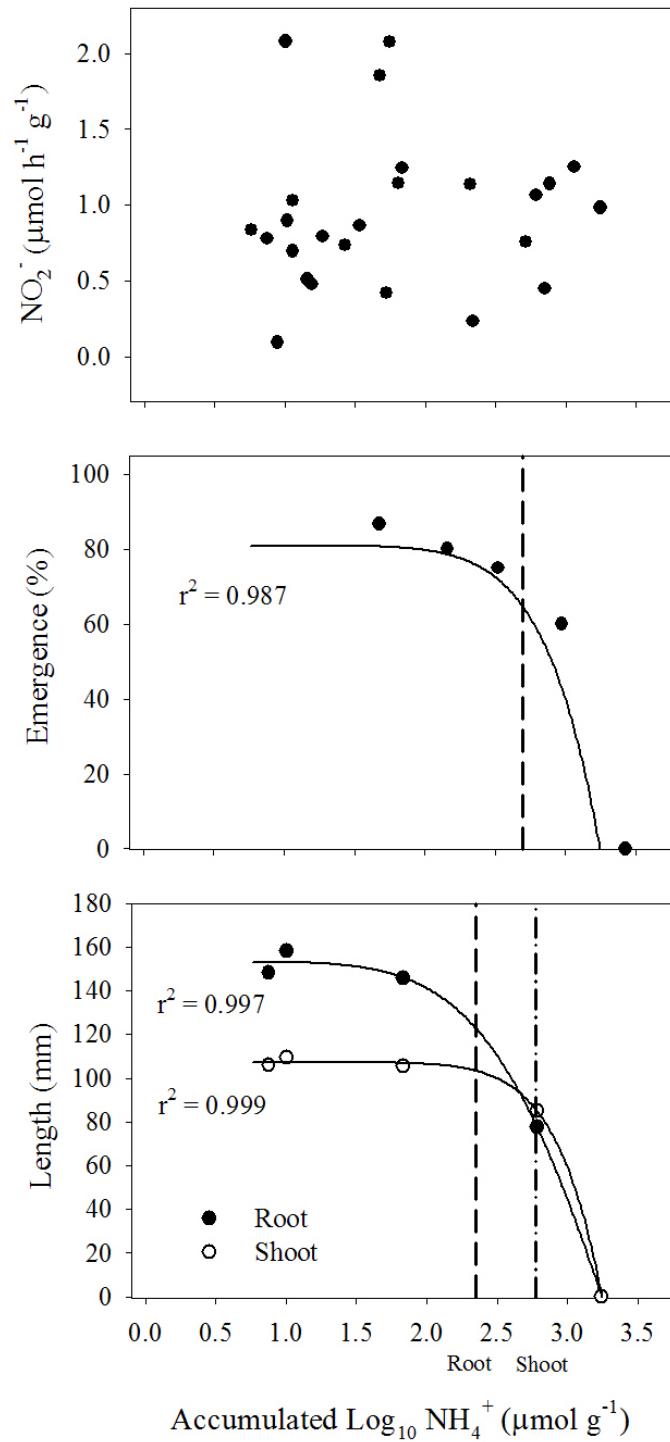 2.0
1.5
1.0
0.5
0.0
NO₂⁻ (µmol h⁻¹ g⁻¹)
100
80
60
40
20
0
Emergence (%)
r² = 0.987
180
160
140
120
100
80
60
40
20
0
Length (mm)
r² = 0.997
r² = 0.999
Root
Shoot
0.0 0.5 1.0 1.5 2.0 2.5 3.0 3.5
Root Shoot
Accumulated Log₁₀ NH₄⁺ (µmol g⁻¹)